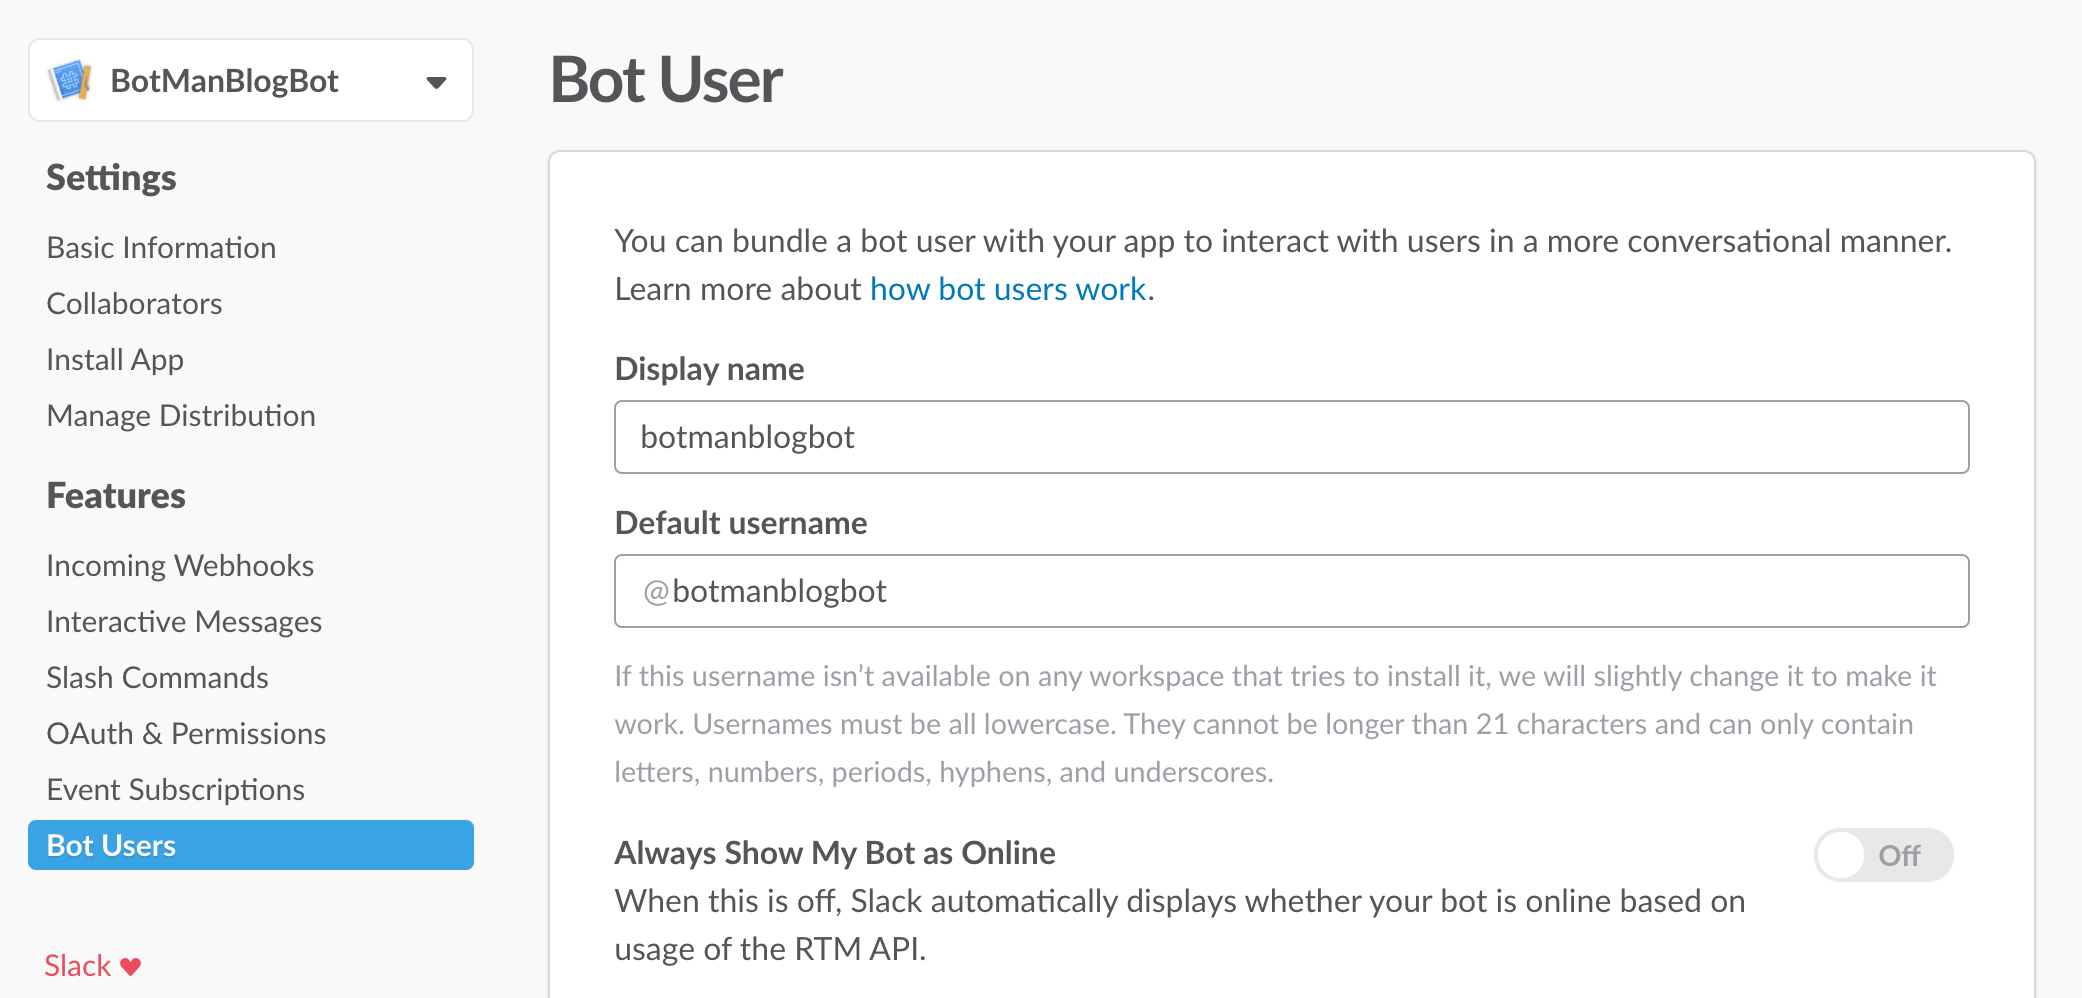 BotManBlogBot
Settings
Basic Information
Collaborators
Install App
Manage Distribution
Features
Incoming Webhooks
Interactive Messages
Slash Commands
OAuth & Permissions
Event Subscriptions
Bot Users
Slack ♥
Bot User
You can bundle a bot user with your app to interact with users in a more conversational manner.
Learn more about how bot users work.
Display name
botmanblogbot
Default username
@botmanblogbot
If this username isn’t available on any workspace that tries to install it, we will slightly change it to make it
work. Usernames must be all lowercase. They cannot be longer than 21 characters and can only contain
letters, numbers, periods, hyphens, and underscores.
Always Show My Bot as Online
Off
When this is off, Slack automatically displays whether your bot is online based on
usage of the RTM API.